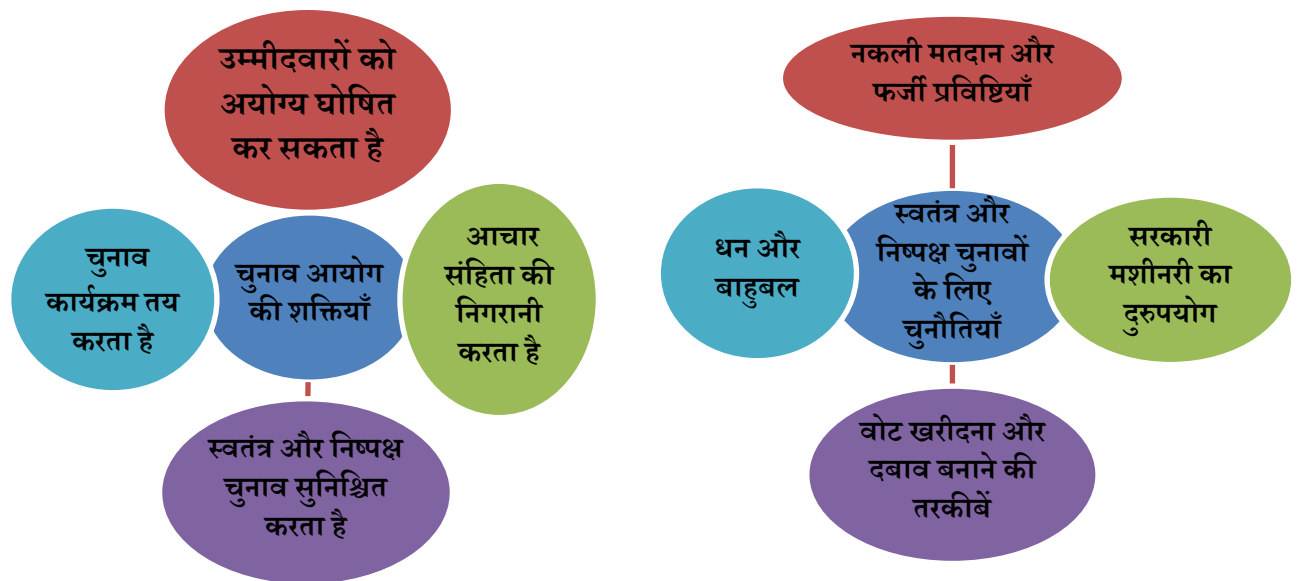 उम्मीदवारों को
अयोग्य घोषित
कर सकता है
चुनाव
कार्यक्रम तय
करता है
चुनाव आयोग
की शक्तियाँ
आचार
संहिता की
निगरानी
करता है
स्वतंत्र और निष्पक्ष
चुनाव सुनिश्चित
करता है
नकली मतदान और
फर्जी प्रविष्टियाँ
धन और
बाहुबल
स्वतंत्र और
निष्पक्ष चुनावों
के लिए
चुनौतियाँ
सरकारी
मशीनरी का
दुरुपयोग
वोट खरीदना और
दबाव बनाने की
तरकीबें